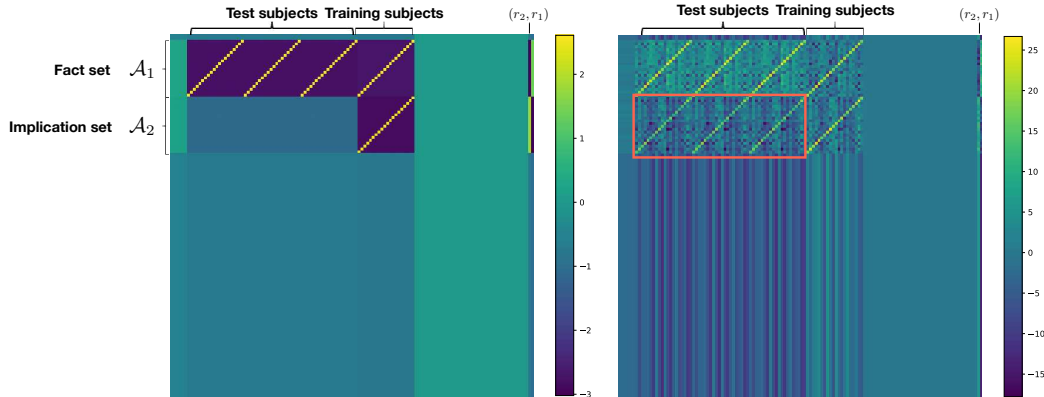 Test subjects Training subjects
(r₂, r₁)
Fact set 𝒜₁
Implication set 𝒜₂
2
1
0
−1
−2
−3
Test subjects Training subjects
(r₂, r₁)
25
20
15
10
5
0
−5
−10
−15